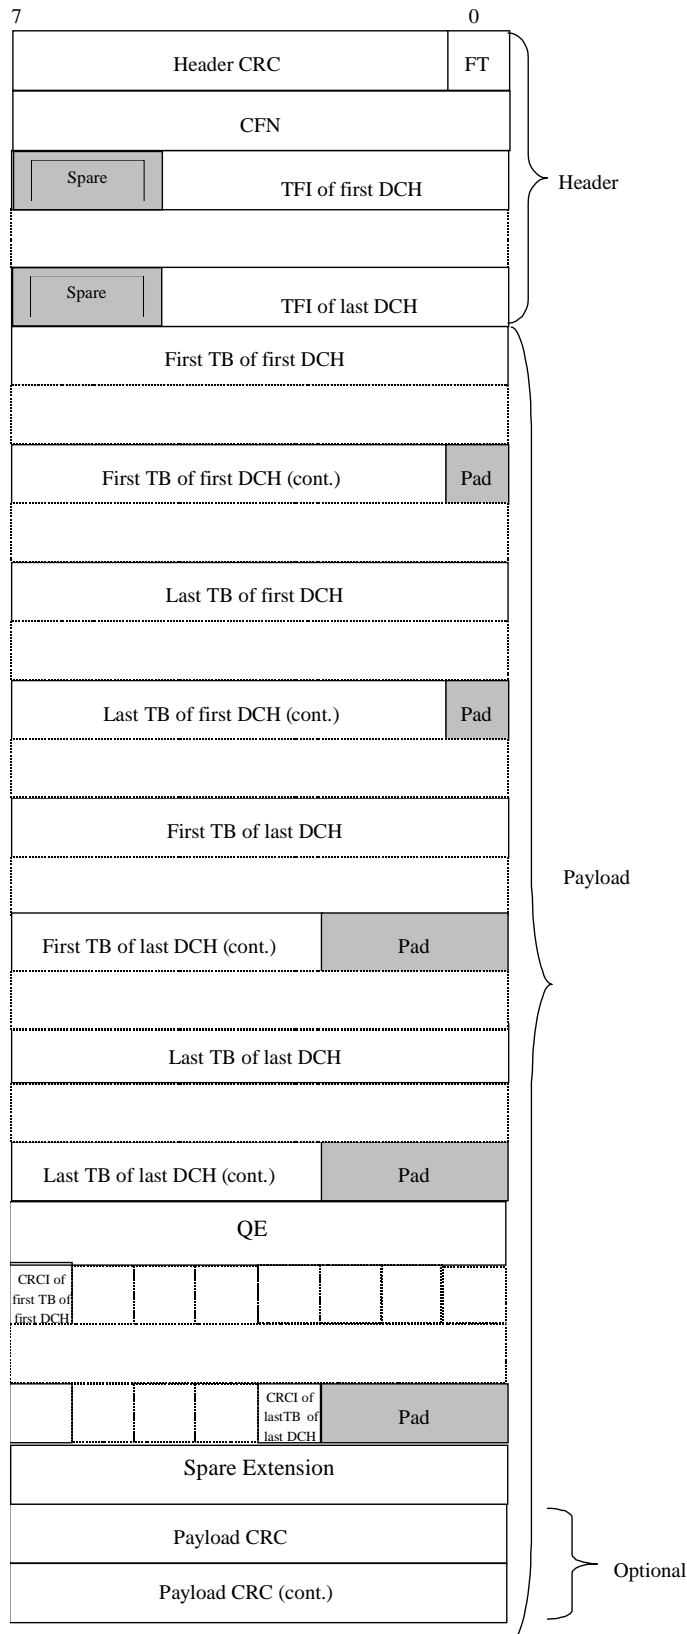 7 0
Header CRC FT
CFN
Spare TFI of first DCH
Header
Spare TFI of last DCH
First TB of first DCH
First TB of first DCH (cont.) Pad
Last TB of first DCH
Last TB of first DCH (cont.) Pad
First TB of last DCH
Payload
First TB of last DCH (cont.) Pad
Last TB of last DCH
Last TB of last DCH (cont.) Pad
QE
CRCI of
first TB of
first DCH
CRCI of
lastTB of
last DCH
Pad
Spare Extension
Payload CRC
Optional
Payload CRC (cont.)